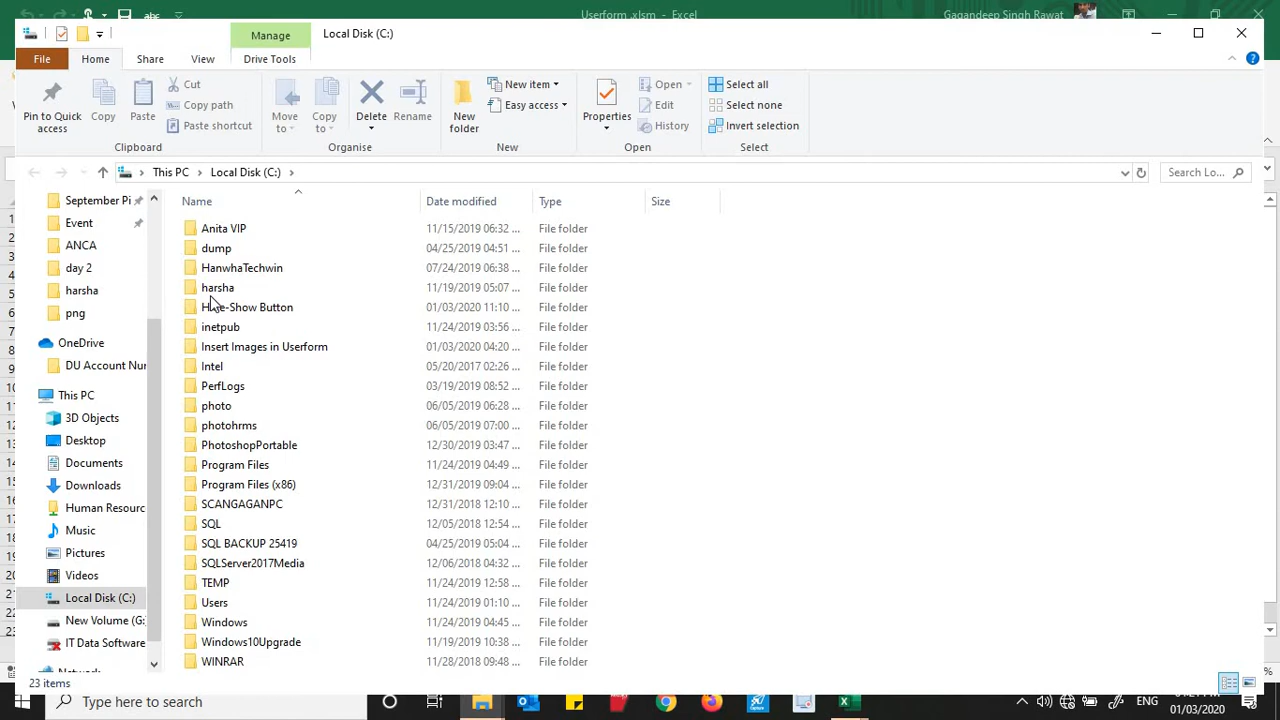 Userform .xlsm - Excel
Gagandeep Singh Rawat
Manage
Local Disk (C:)
File
Home
Share
View
Drive Tools
Pin to Quick access
Copy
Paste
Cut
Copy path
Paste shortcut
Clipboard
Move to
Copy to
Delete
Rename
Organise
New folder
New item
Easy access
New
Properties
Open
Edit
History
Open
Select all
Select none
Invert selection
Select
This PC
Local Disk (C:)
Search Lo...
September Pi
Event
ANCA
day 2
harsha
png
OneDrive
DU Account Nur
This PC
3D Objects
Desktop
Documents
Downloads
Human Resourc
Music
Pictures
Videos
Local Disk (C:)
New Volume (G:
IT Data Software
Name Date modified Type Size
Anita VIP 11/15/2019 06:32 ... File folder
dump 04/25/2019 04:51 ... File folder
HanwhaTechwin 07/24/2019 06:38 ... File folder
harsha 11/19/2019 05:07 ... File folder
-Show Button 01/03/2020 11:10 ... File folder
inetpub 11/24/2019 03:56 ... File folder
Insert Images in Userform 01/03/2020 04:20 ... File folder
Intel 05/20/2017 02:26 ... File folder
PerfLogs 03/19/2019 08:52 ... File folder
photo 06/05/2019 06:28 ... File folder
photohrms 06/05/2019 07:00 ... File folder
PhotoshopPortable 12/30/2019 03:47 ... File folder
Program Files 11/24/2019 04:49 ... File folder
Program Files (x86) 12/31/2019 09:04 ... File folder
SCANGAGANPC 12/31/2018 12:10 ... File folder
SQL 12/05/2018 12:54 ... File folder
SQL BACKUP 25419 04/25/2019 05:04 ... File folder
SQLServer2017Media 12/06/2018 04:32 ... File folder
TEMP 11/24/2019 12:58 ... File folder
Users 11/24/2019 01:10 ... File folder
Windows 11/24/2019 04:45 ... File folder
Windows10Upgrade 11/19/2019 10:38 ... File folder
WINRAR 11/28/2018 09:48 ... File folder
23 items
Type here to search
ENG
01/03/2020